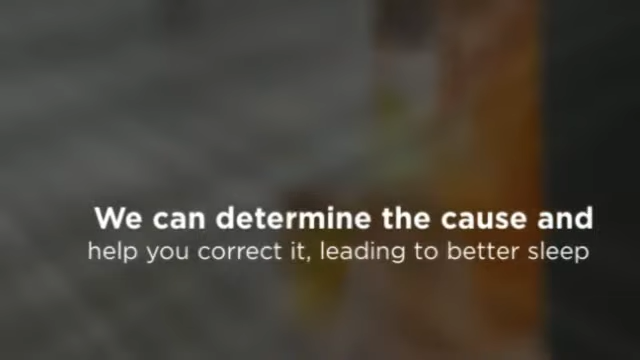 We can determine the cause and
help you correct it, leading to better sleep